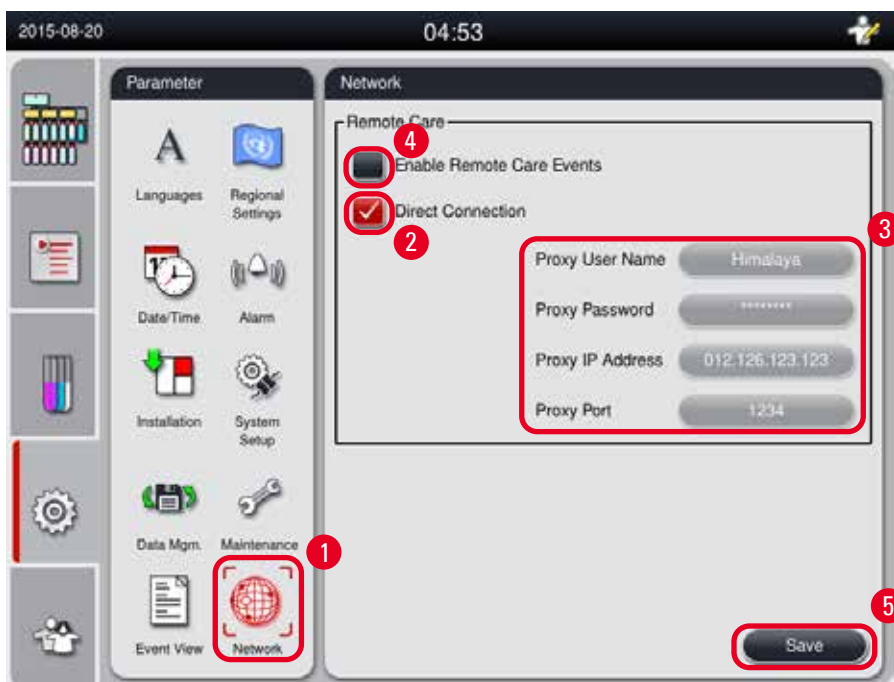 2015-08-20
04:53
Parameter
Languages
Regional Settings
Date/Time
Alarm
Installation
System Setup
Data Mgm.
Maintenance
1
Event View
Network
Network
Remote Care
4
Enable Remote Care Events
Direct Connection
2
3
Proxy User Name Himalaya
Proxy Password ********
Proxy IP Address 012.126.123.123
Proxy Port 1234
5
Save